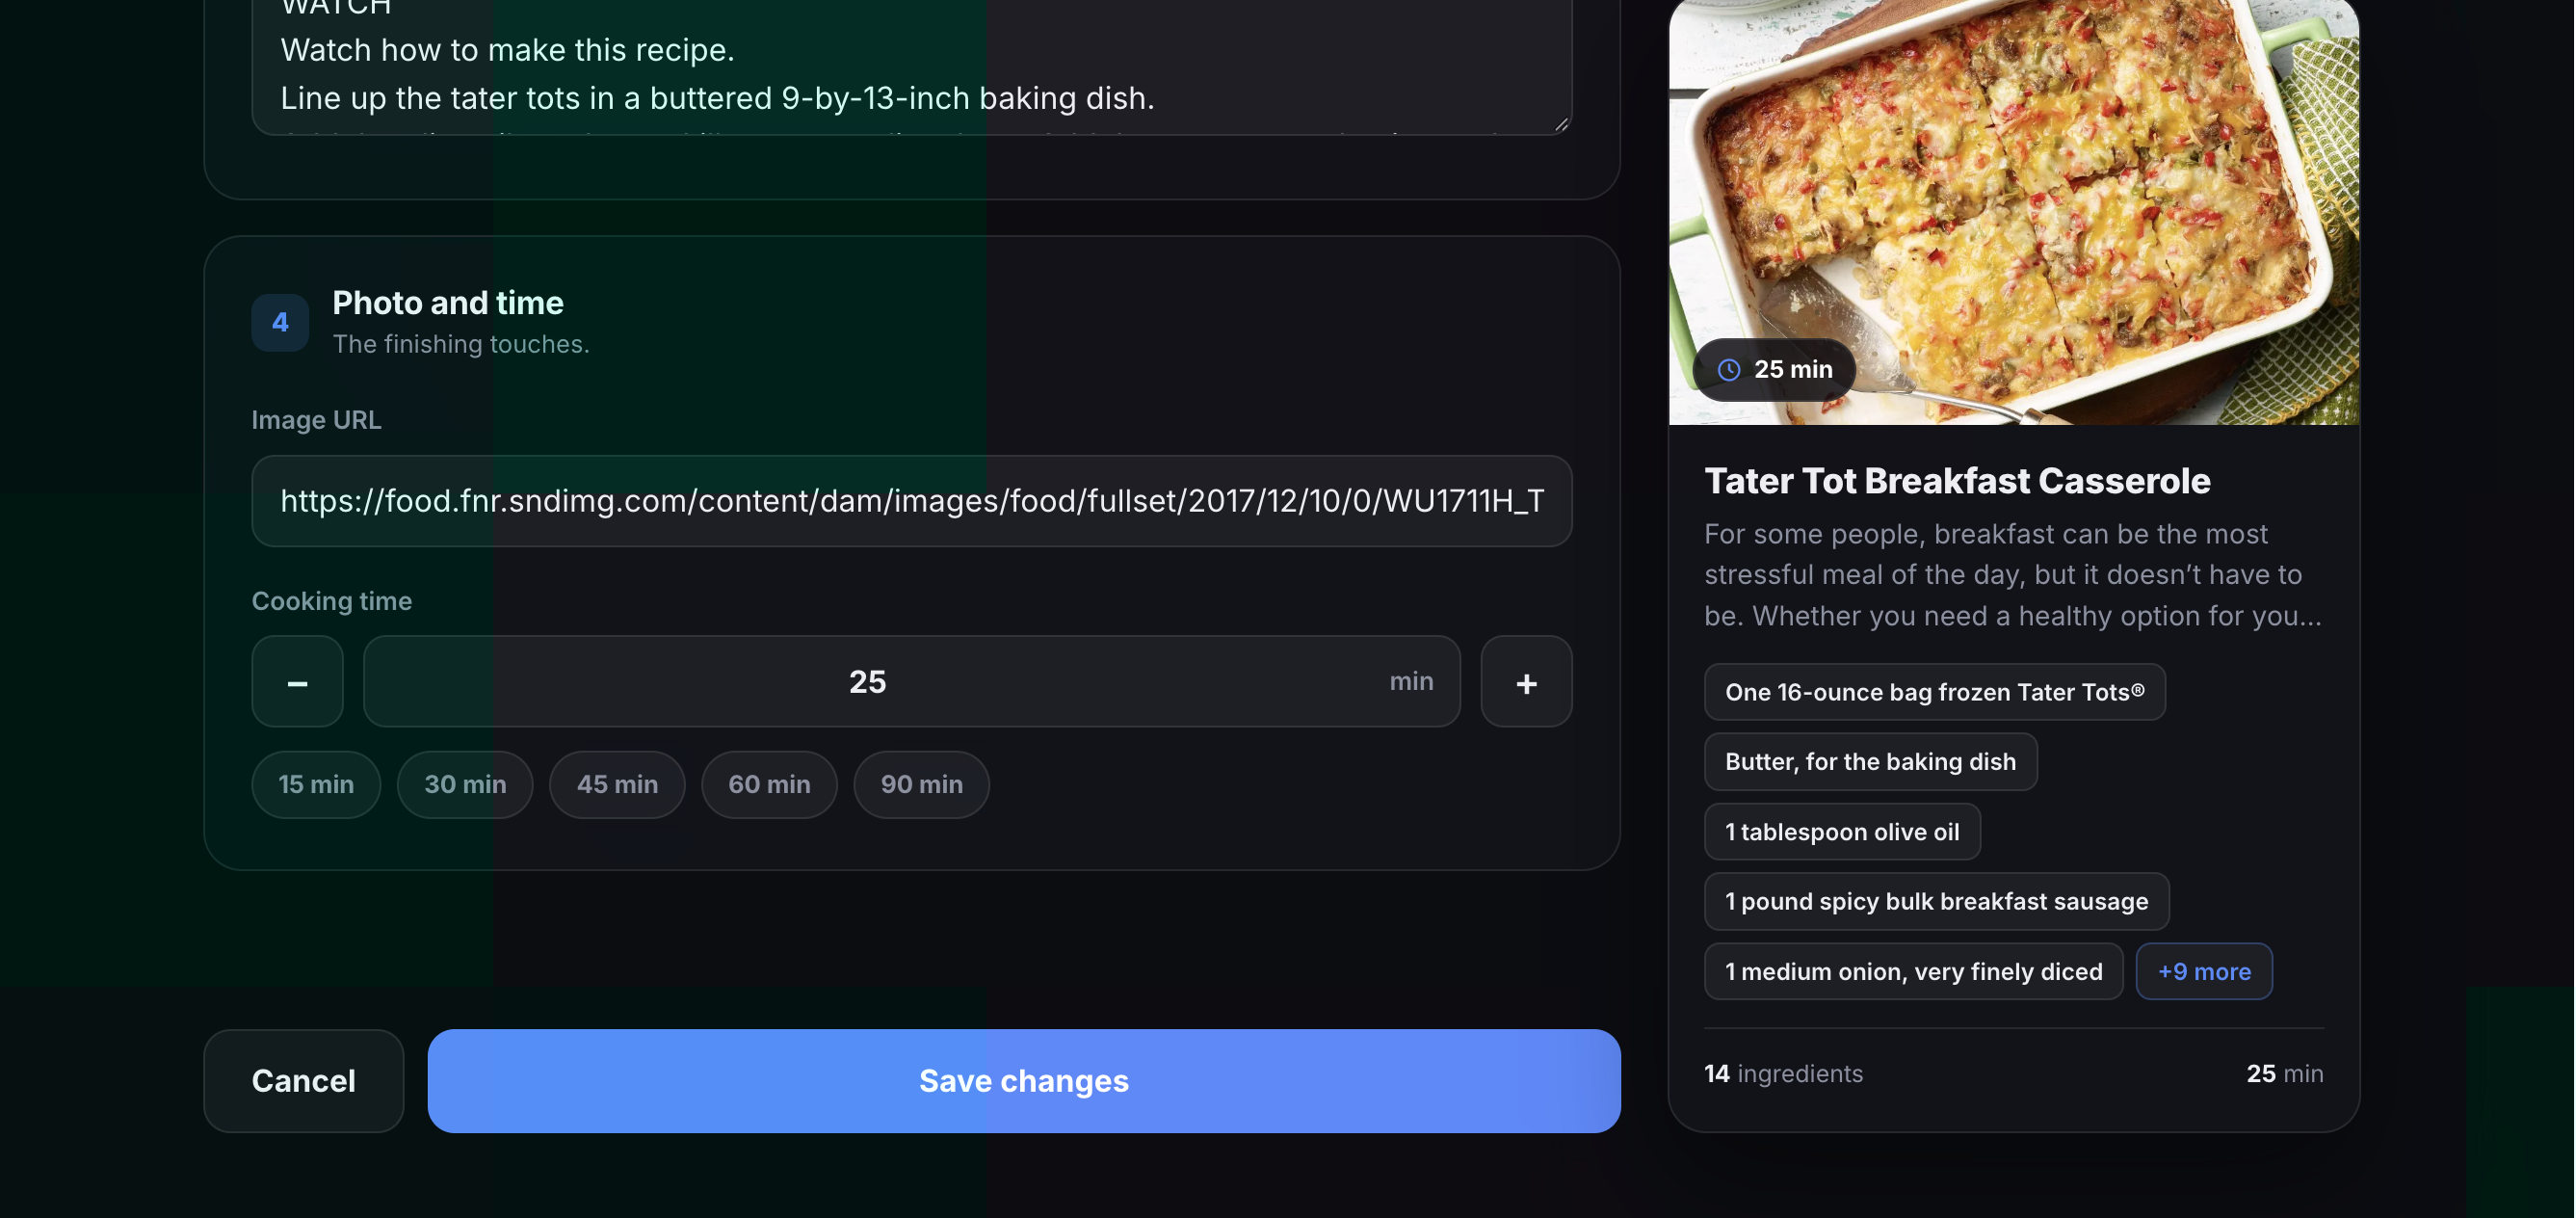 WATCH
Watch how to make this recipe.
Line up the tater tots in a buttered 9-by-13-inch baking dish.
4
Photo and time
The finishing touches.
Image URL
https://food.fnr.sndimg.com/content/dam/images/food/fullset/2017/12/10/0/WU1711H_T
Cooking time
–
25
min
+
15 min
30 min
45 min
60 min
90 min
Cancel
Save changes
25 min
Tater Tot Breakfast Casserole
For some people, breakfast can be the most
stressful meal of the day, but it doesn’t have to
be. Whether you need a healthy option for you...
One 16-ounce bag frozen Tater Tots®
Butter, for the baking dish
1 tablespoon olive oil
1 pound spicy bulk breakfast sausage
1 medium onion, very finely diced
+9 more
14 ingredients
25 min